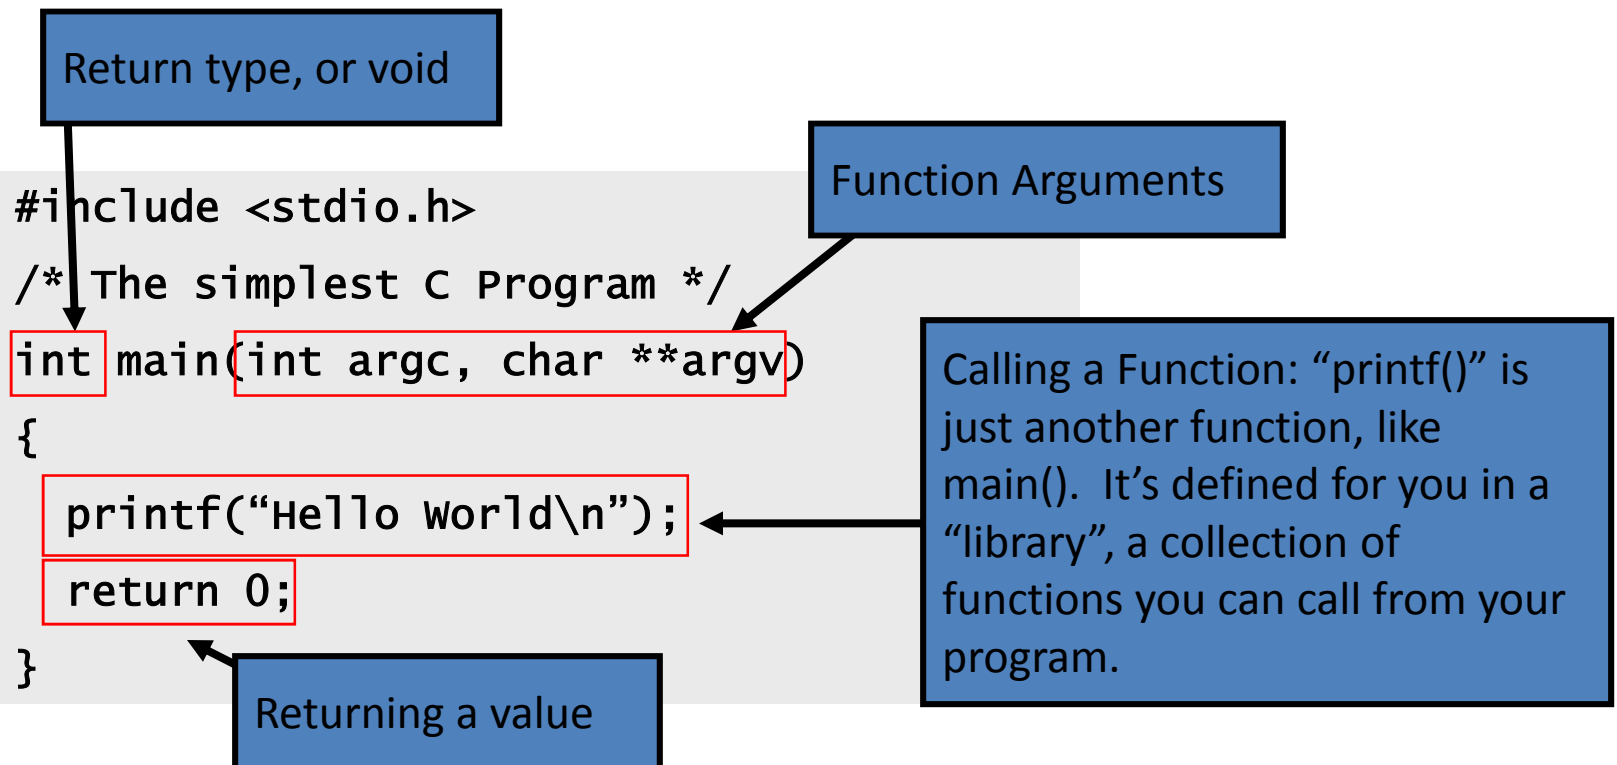 Return type, or void
Function Arguments
#include <stdio.h>
/* The simplest C Program */
int main(int argc, char **argv)
{
printf(“Hello World\n”);
return 0;
}
Calling a Function: “printf()” is
just another function, like
main().  It’s defined for you in a
“library”, a collection of
functions you can call from your
program.
Returning a value